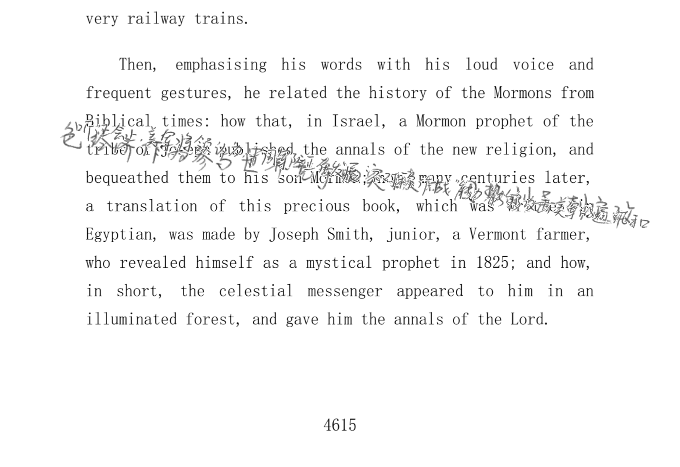 very railway trains.
Then, emphasising his words with his loud voice and
frequent gestures, he related the history of the Mormons from
Biblical times: how that, in Israel, a Mormon prophet of the
tribe of Joseph published the annals of the new religion, and
bequeathed them to his son Mormon; how, many centuries later,
a translation of this precious book, which was
Egyptian, was made by Joseph Smith, junior, a Vermont farmer,
who revealed himself as a mystical prophet in 1825; and how,
in short, the celestial messenger appeared to him in an
illuminated forest, and gave him the annals of the Lord.
4615